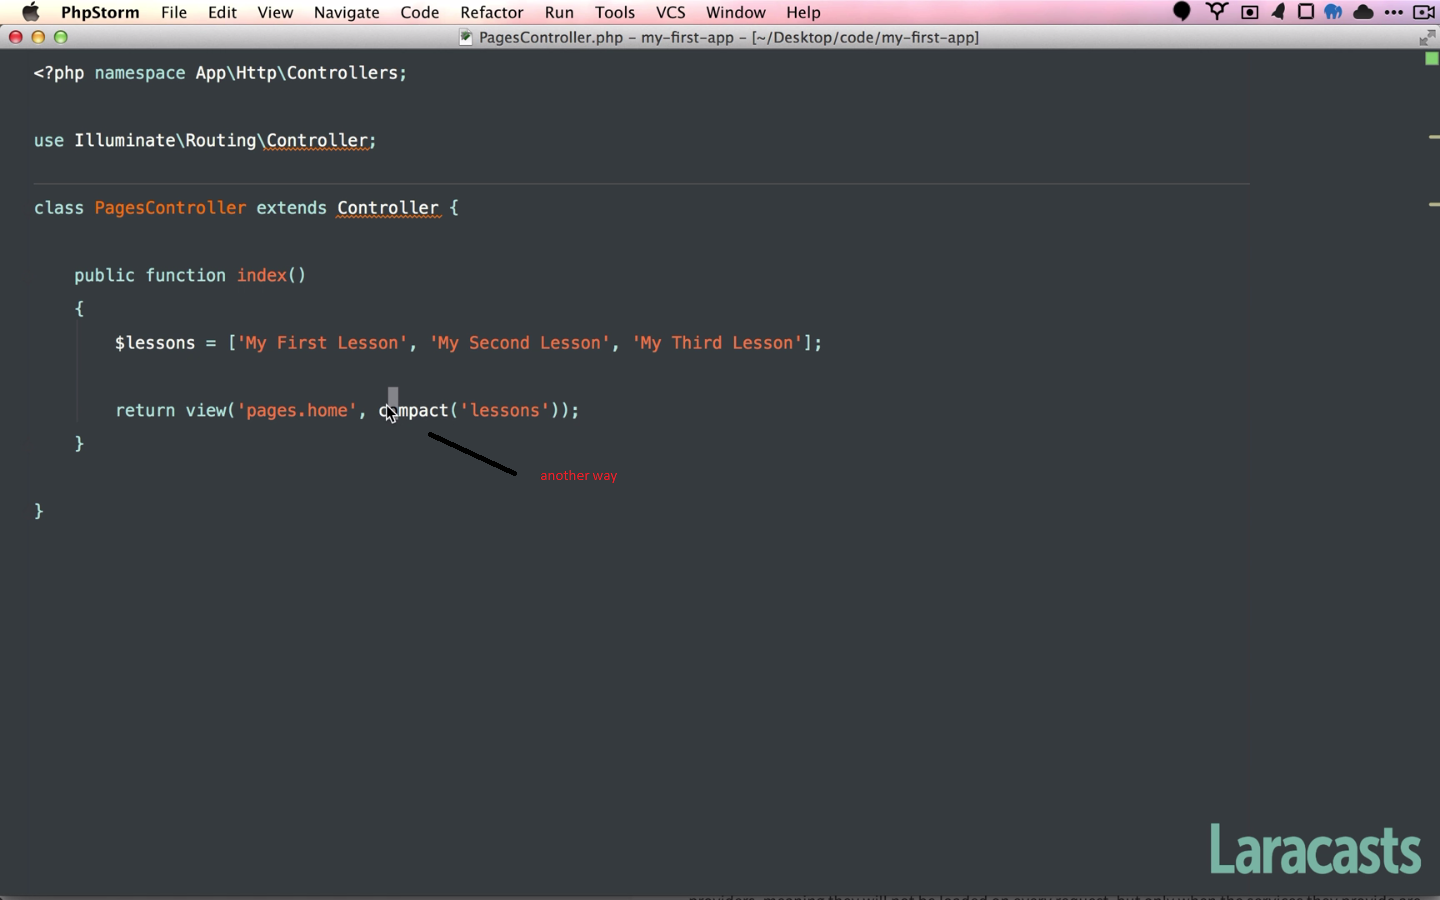 PhpStorm File Edit View Navigate Code Refactor Run Tools VCS Window Help
PagesController.php – my-first-app – [~/Desktop/code/my-first-app]
<?php namespace App\Http\Controllers;
use Illuminate\Routing\Controller;
class PagesController extends Controller {
public function index()
{
$lessons = ['My First Lesson', 'My Second Lesson', 'My Third Lesson'];
return view('pages.home', compact('lessons'));
}
another way
}
Laracasts